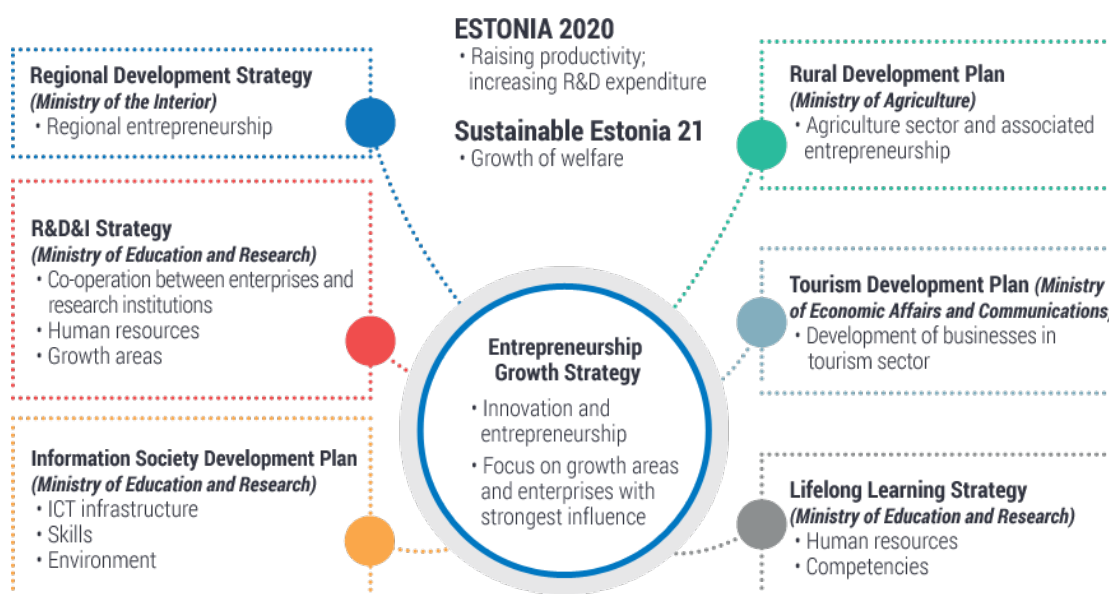 ESTONIA 2020
• Raising productivity;
increasing R&D expenditure
Sustainable Estonia 21
• Growth of welfare
Regional Development Strategy
(Ministry of the Interior)
• Regional entrepreneurship
R&D&I Strategy
(Ministry of Education and Research)
• Co-operation between enterprises and
research institutions
• Human resources
• Growth areas
Information Society Development Plan
(Ministry of Education and Research)
• ICT infrastructure
• Skills
• Environment
Entrepreneurship
Growth Strategy
• Innovation and
entrepreneurship
• Focus on growth areas
and enterprises with
strongest influence
Rural Development Plan
(Ministry of Agriculture)
• Agriculture sector and associated
entrepreneurship
Tourism Development Plan (Ministry
of Economic Affairs and Communications)
• Development of businesses in
tourism sector
Lifelong Learning Strategy
(Ministry of Education and Research)
• Human resources
• Competencies